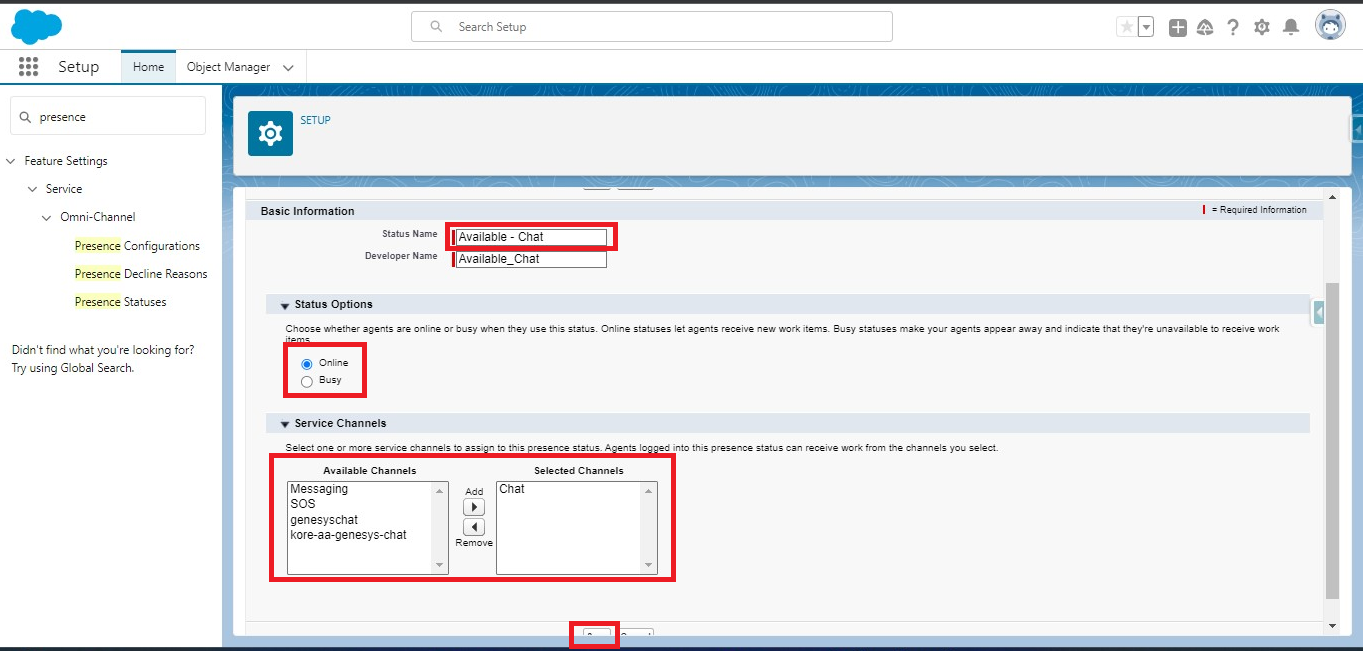 Search Setup
Setup
Home
Object Manager
presence
Feature Settings
Service
Omni-Channel
Presence Configurations
Presence Decline Reasons
Presence Statuses
Didn't find what you're looking for?
Try using Global Search.
SETUP
Basic Information
= Required Information
Status Name
Available - Chat
Developer Name
Available_Chat
Status Options
Choose whether agents are online or busy when they use this status. Online statuses let agents receive new work items. Busy statuses make your agents appear away and indicate that they're unavailable to receive work
items.
Online
Busy
Service Channels
Select one or more service channels to assign to this presence status. Agents logged into this presence status can receive work from the channels you select.
Available Channels
Selected Channels
Messaging
SOS
genesyschat
kore-aa-genesys-chat
Add
Remove
Chat